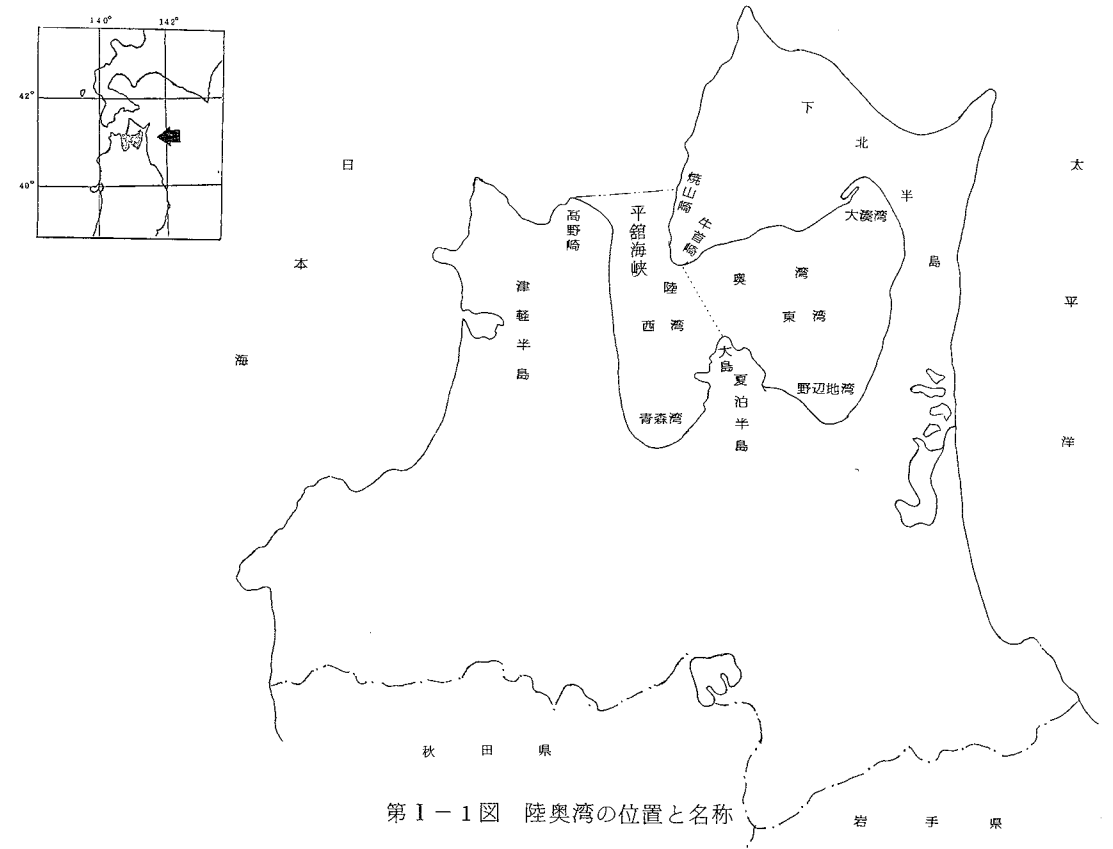 140° 142°
42°
40°
日本海
太平洋
下北半島
津軽半島
高野崎
平舘海峡
焼山崎
牛首崎
大湊湾
陸奥湾
西湾
東湾
大島
夏泊半島
野辺地湾
青森湾
秋田県
岩手県
第Ⅰ-1図 陸奥湾の位置と名称